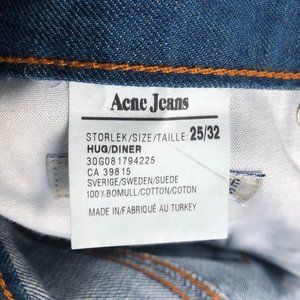 Acne Jeans
STORLEK/SIZE/TAILLE: 25/32
HUG/DINER
30G081794225
CA 39815
SVERIGE/SWEDEN/SUEDE
100% BOMULL/COTTON/COTON
MADE IN/FABRIQUÉ AU TURKEY